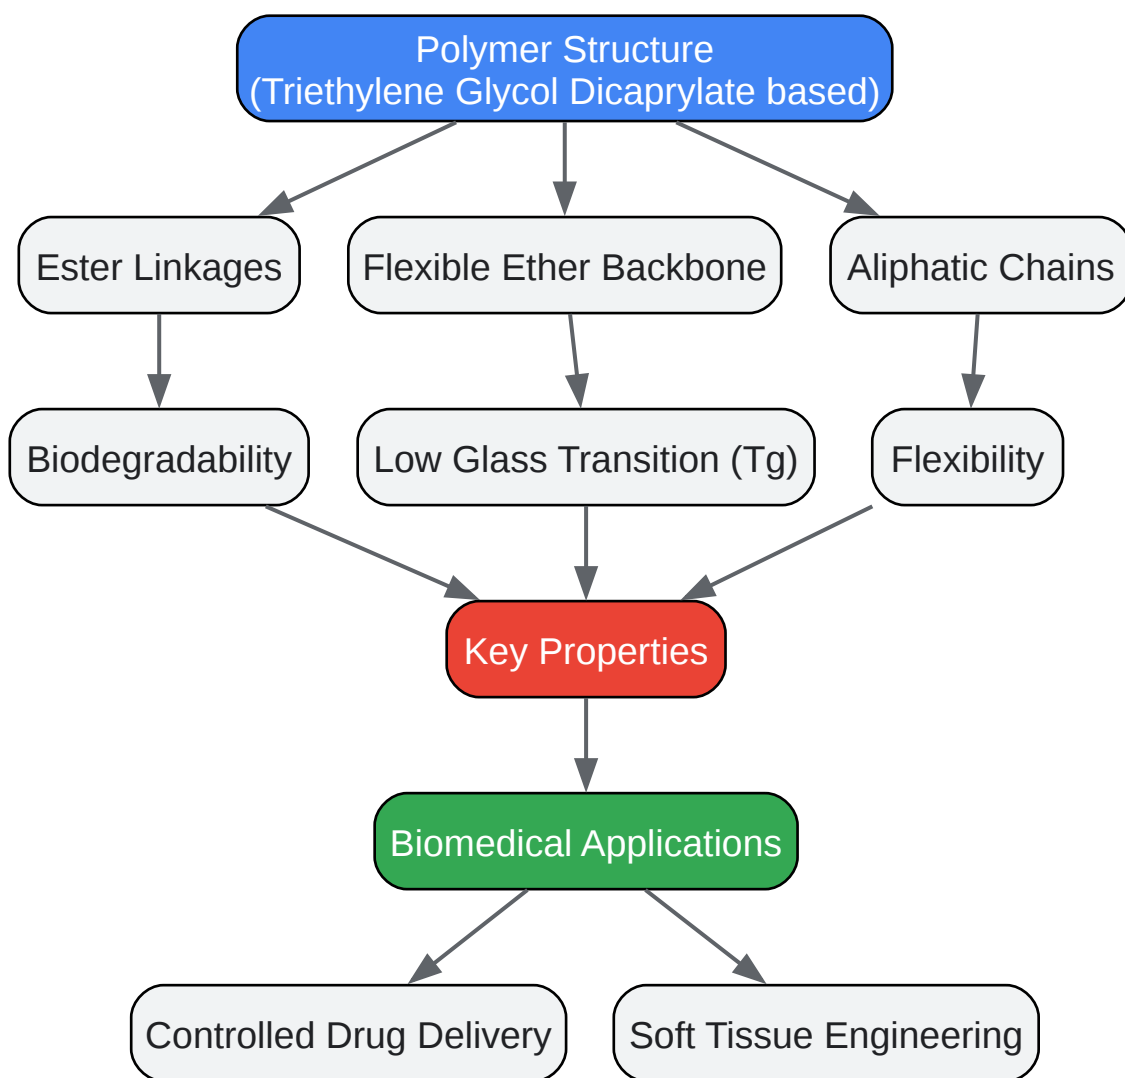 Polymer Structure
(Triethylene Glycol Dicaprylate based)
Ester Linkages
Flexible Ether Backbone
Aliphatic Chains
Biodegradability
Low Glass Transition (Tg)
Flexibility
Key Properties
Biomedical Applications
Controlled Drug Delivery
Soft Tissue Engineering